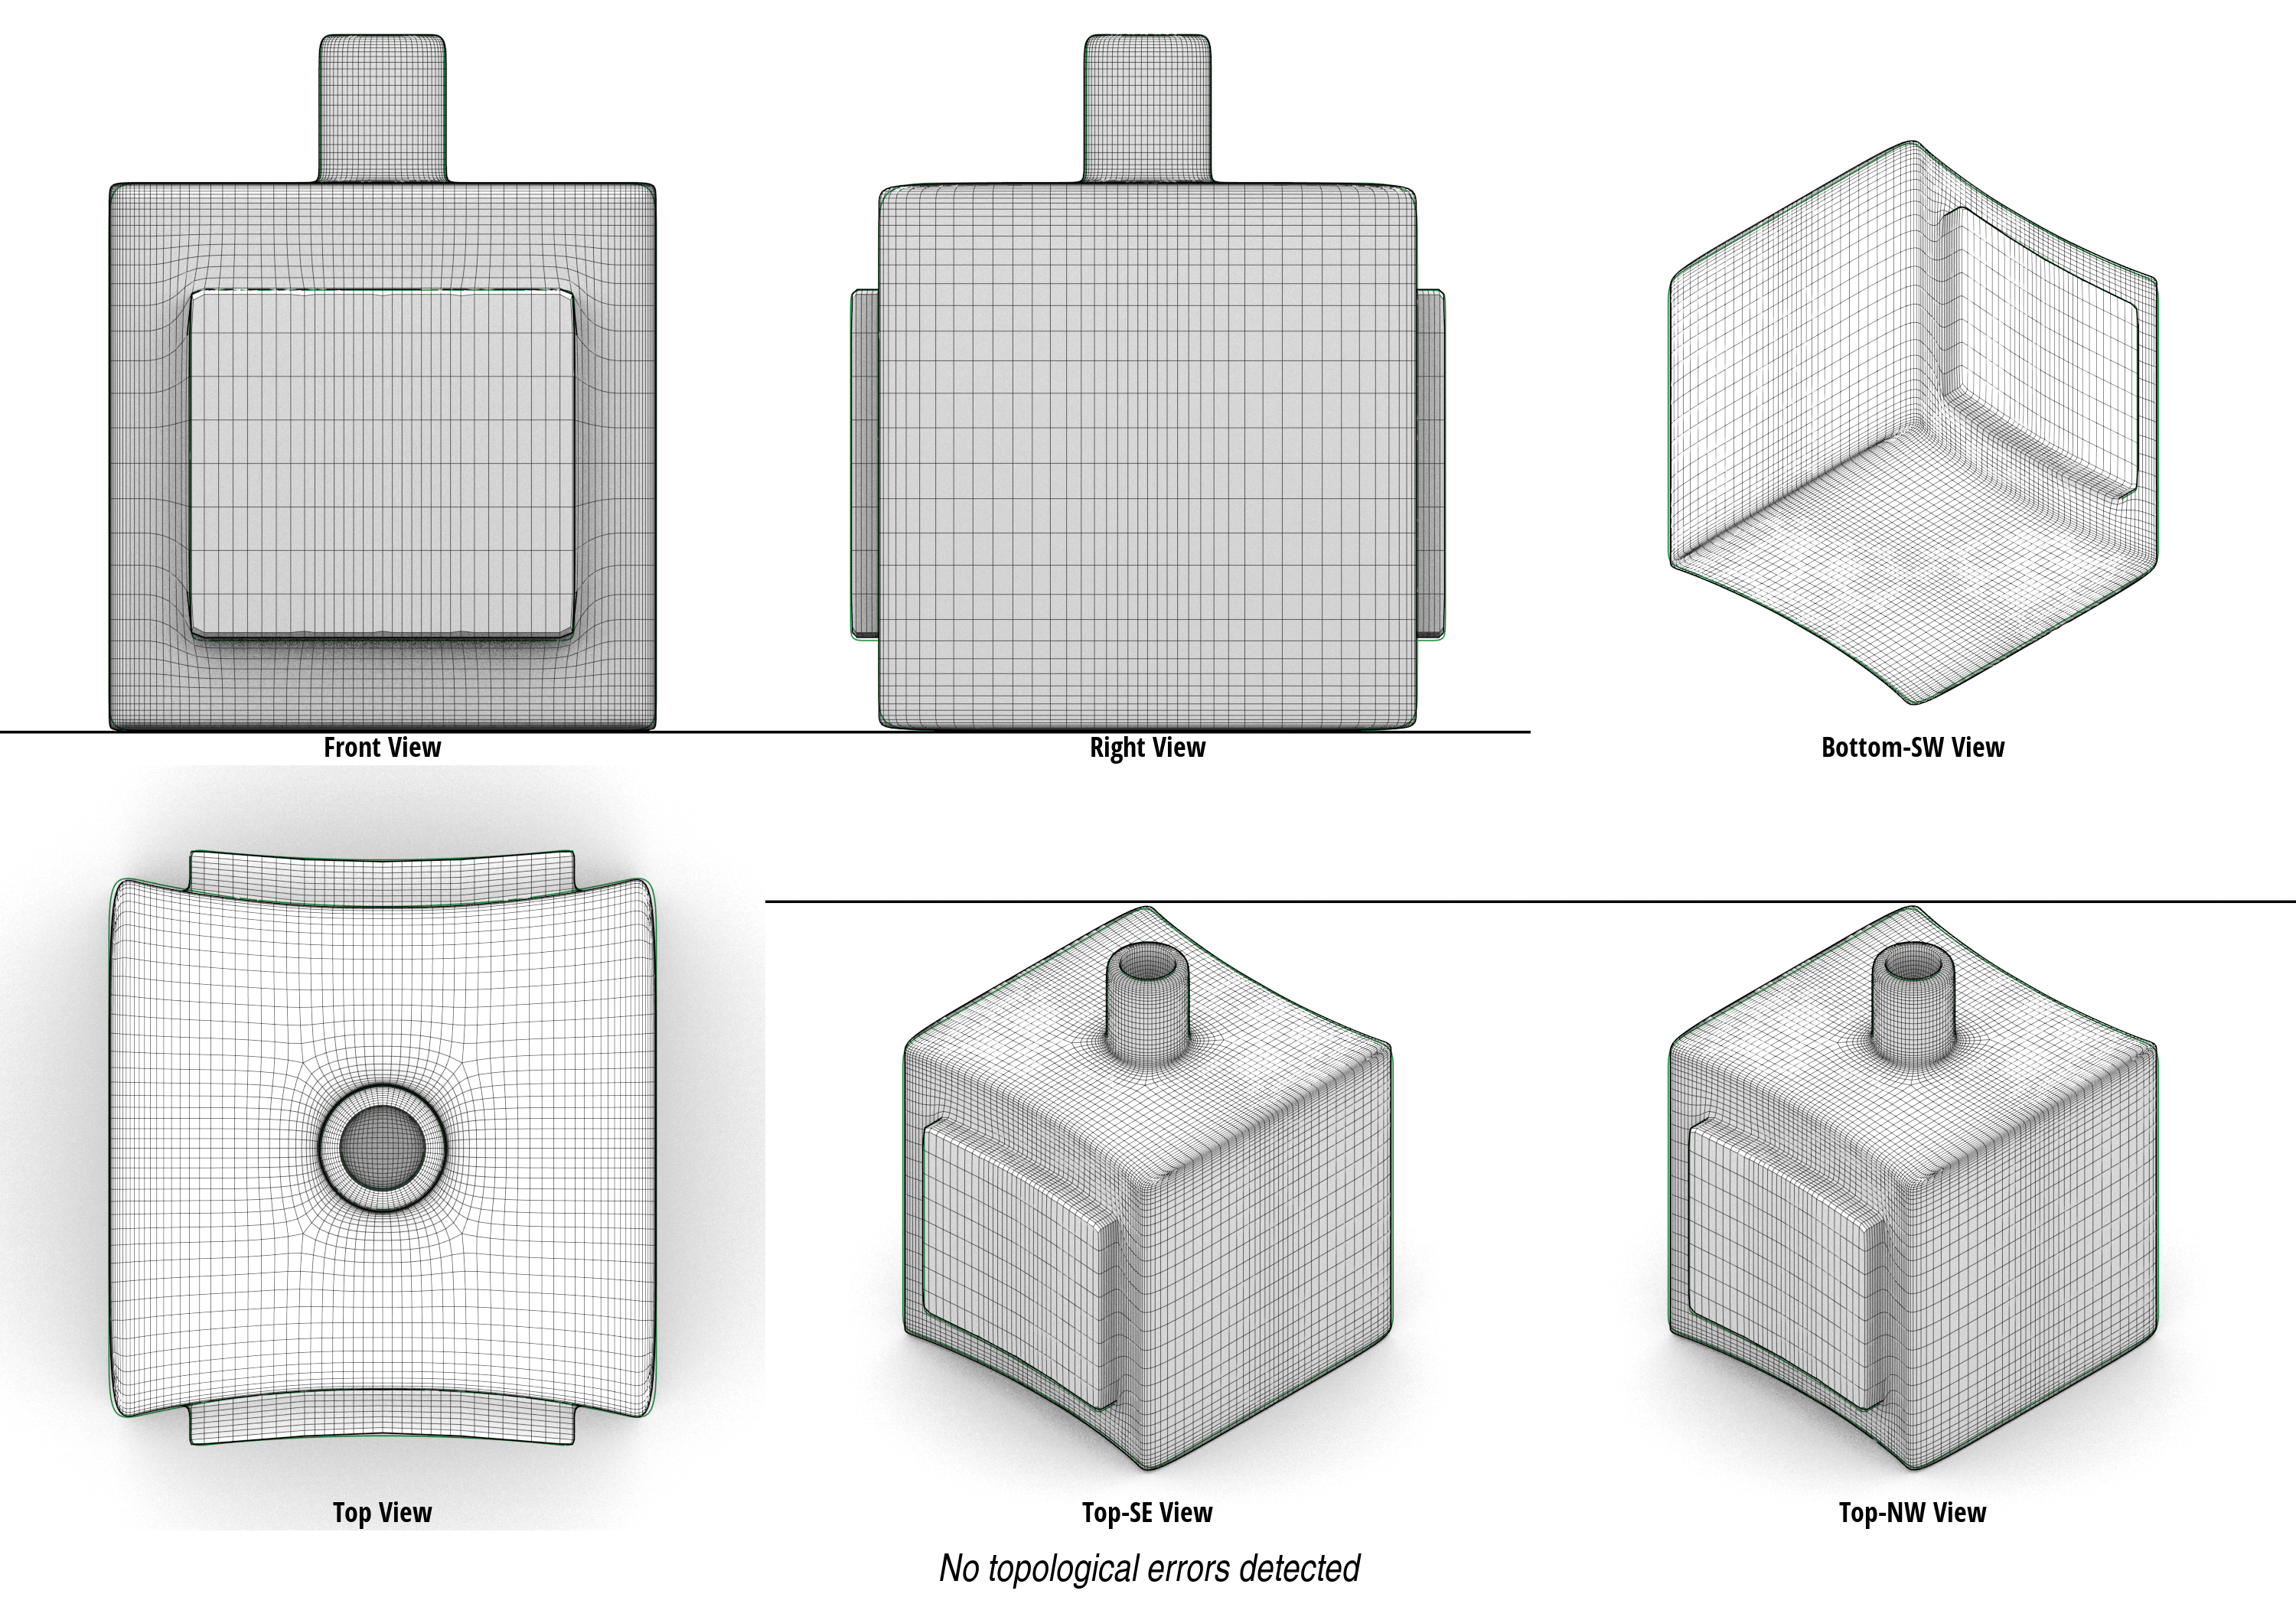 Front View
Right View
Bottom-SW View
Top View
Top-SE View
Top-NW View
No topological errors detected